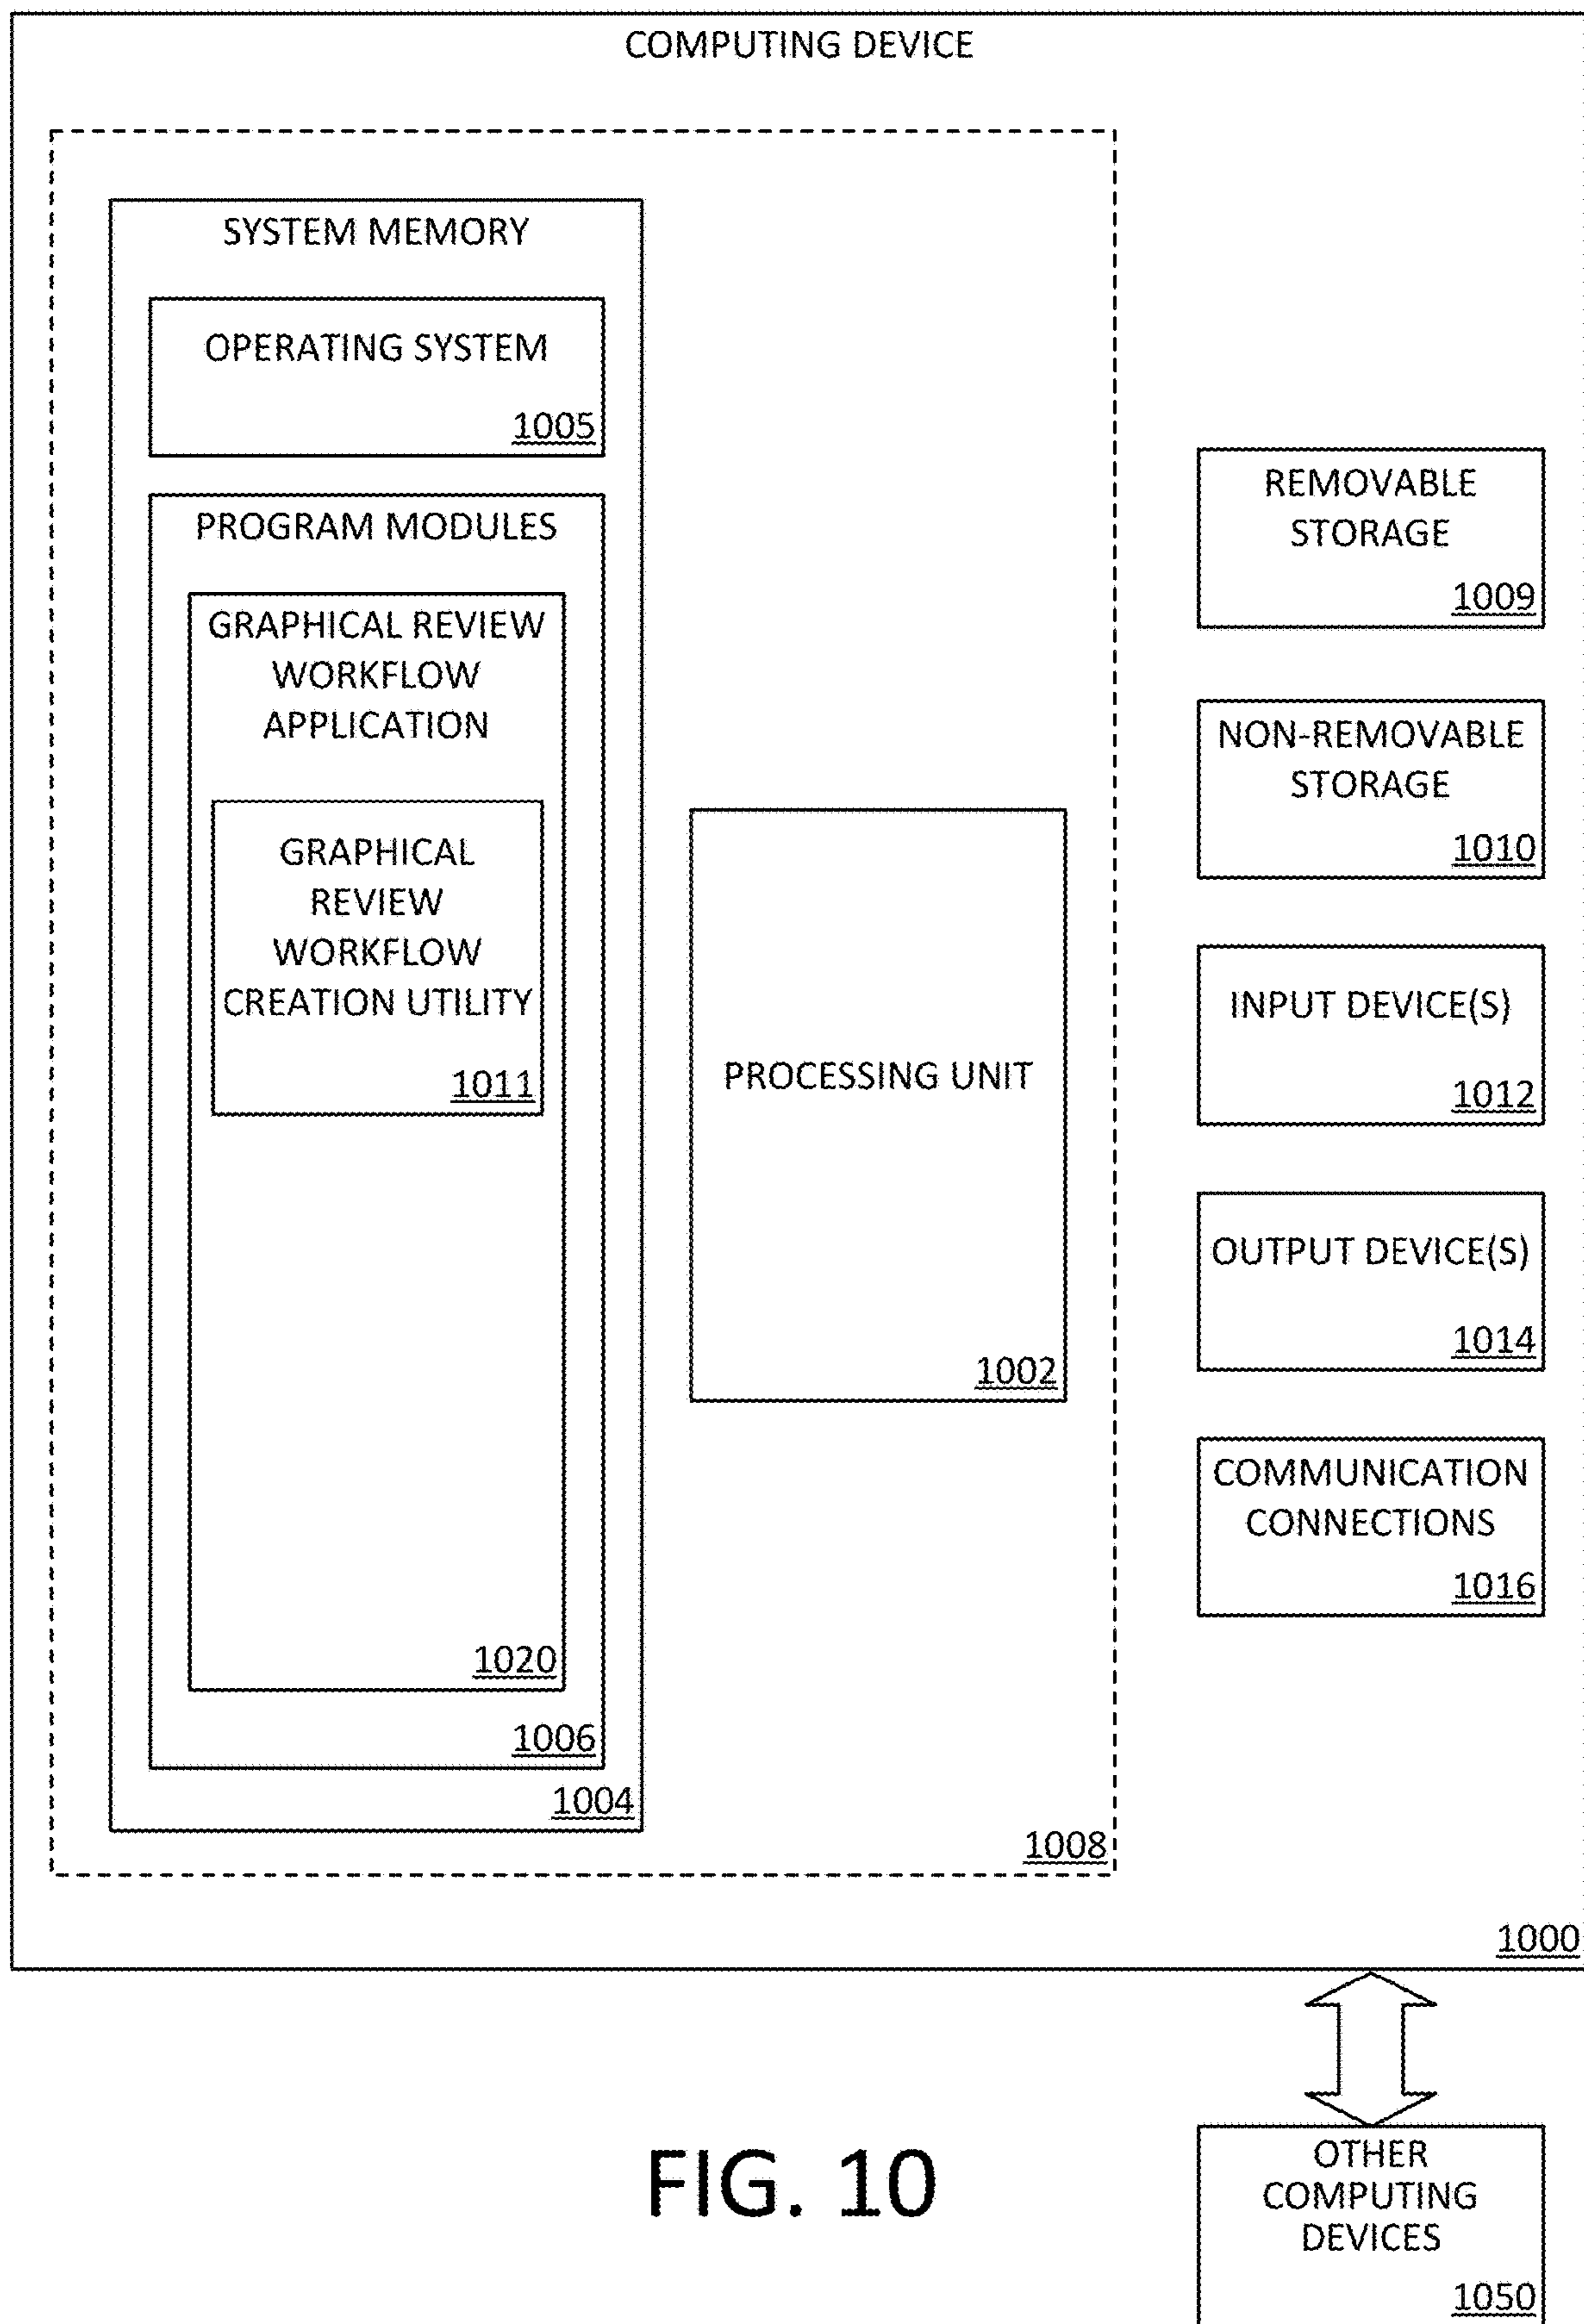 COMPUTING DEVICE
SYSTEM MEMORY
OPERATING SYSTEM
1005
PROGRAM MODULES
GRAPHICAL REVIEW
WORKFLOW
APPLICATION
GRAPHICAL
REVIEW
WORKFLOW
CREATION UTILITY
1011
1020
1006
1004
PROCESSING UNIT
1002
1008
REMOVABLE
STORAGE
1009
NON-REMOVABLE
STORAGE
1010
INPUT DEVICE(S)
1012
OUTPUT DEVICE(S)
1014
COMMUNICATION
CONNECTIONS
1016
1000
OTHER
COMPUTING
DEVICES
1050
FIG. 10